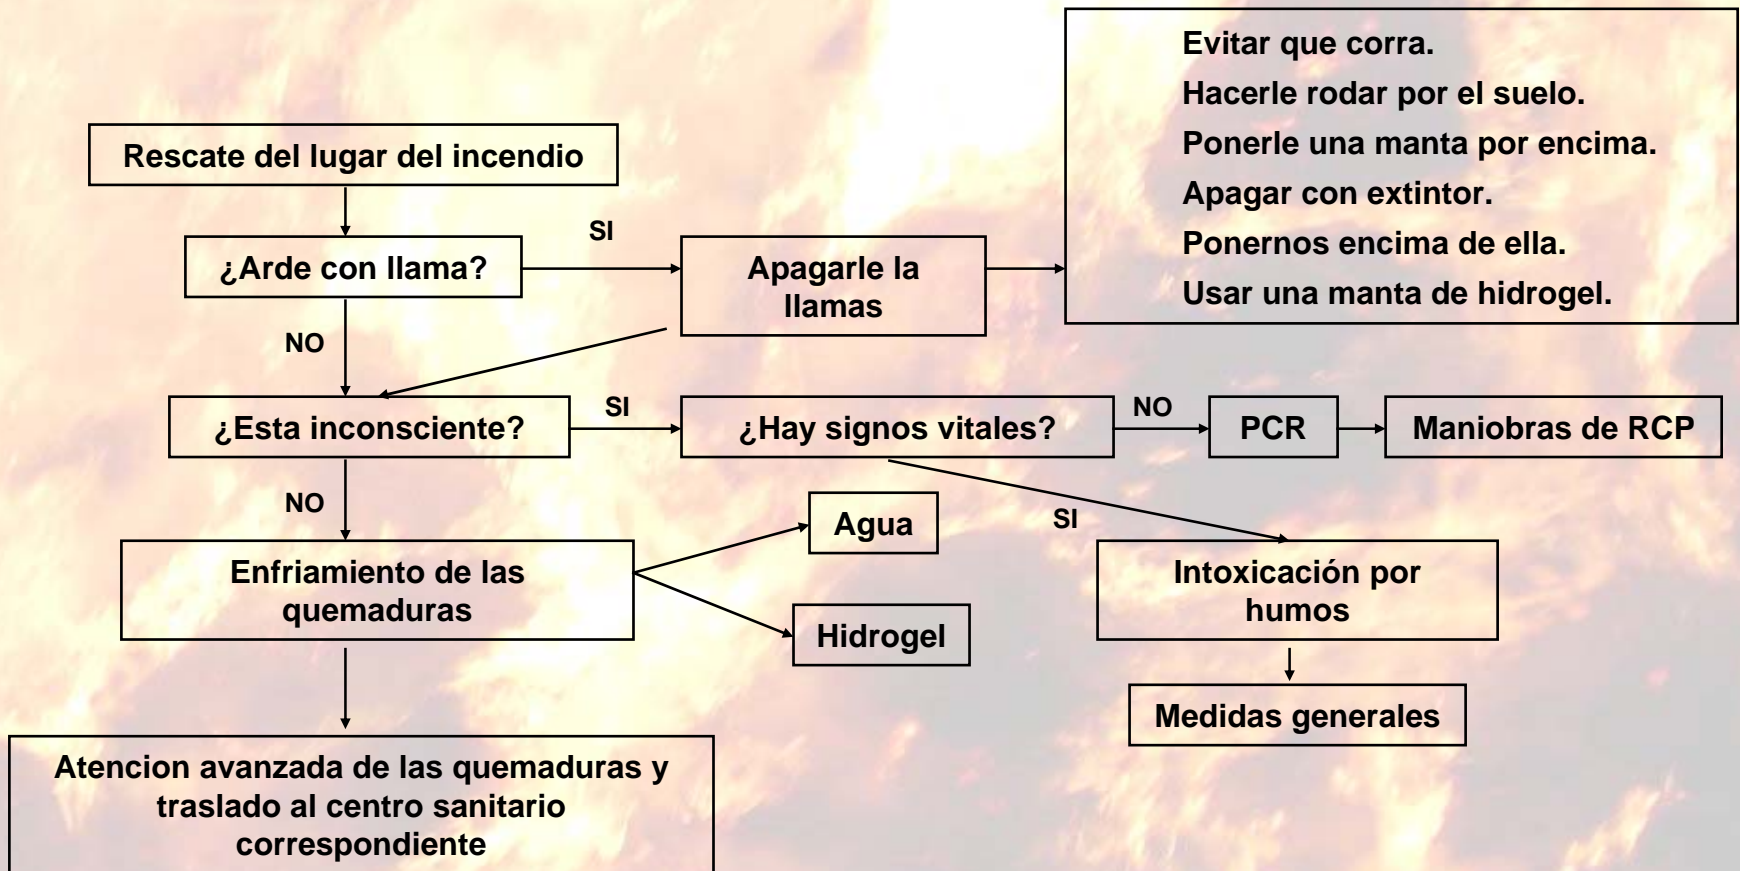 Evitar que corra.
Hacerle rodar por el suelo.
Ponerle una manta por encima.
Apagar con extintor.
Ponernos encima de ella.
Usar una manta de hidrogel.
Rescate del lugar del incendio
SI
¿Arde con llama?
Apagarle la
llamas
NO
¿Esta inconsciente?
SI
¿Hay signos vitales?
NO
PCR
Maniobras de RCP
NO
Agua
SI
Enfriamiento de las
quemaduras
Hidrogel
Intoxicación por
humos
Medidas generales
Atencion avanzada de las quemaduras y
traslado al centro sanitario
correspondiente